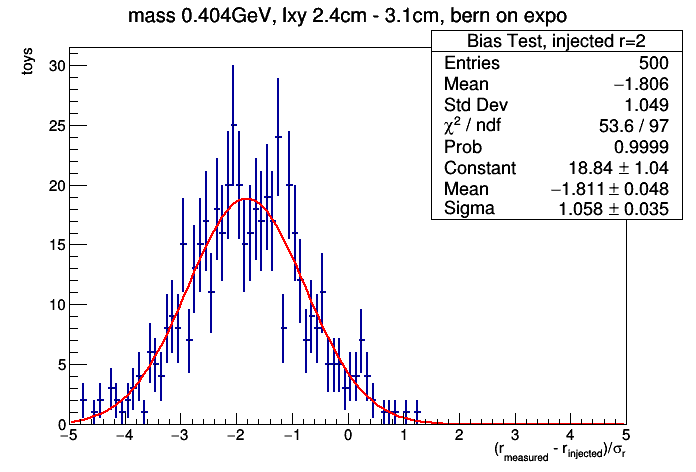 mass 0.404GeV, lxy 2.4cm - 3.1cm, bern on expo
toys
Bias Test, injected r=2
Entries 500
Mean −1.806
Std Dev 1.049
χ² / ndf 53.6 / 97
Prob 0.9999
Constant 18.84 ± 1.04
Mean −1.811 ± 0.048
Sigma 1.058 ± 0.035
30
25
20
15
10
5
0
−5 −4 −3 −2 −1 0 1 2 3 4 5
(r_measured - r_injected)/σ_r